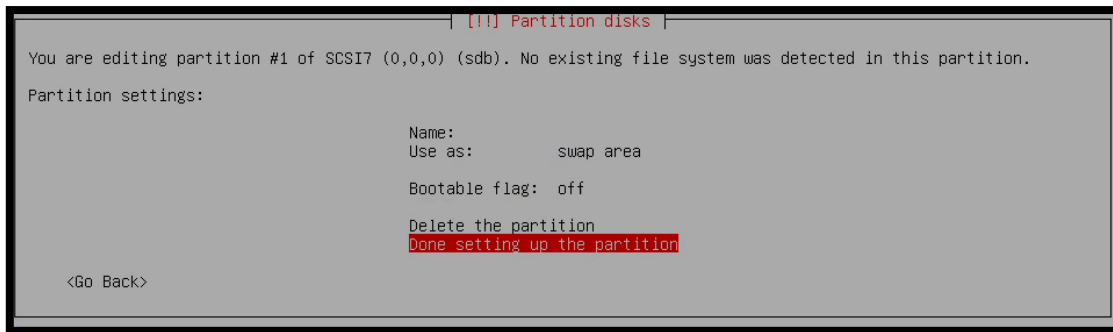 [!!] Partition disks
You are editing partition #1 of SCSI7 (0,0,0) (sdb). No existing file system was detected in this partition.
Partition settings:
Name:
Use as: swap area
Bootable flag: off
Delete the partition
Done setting up the partition
<Go Back>